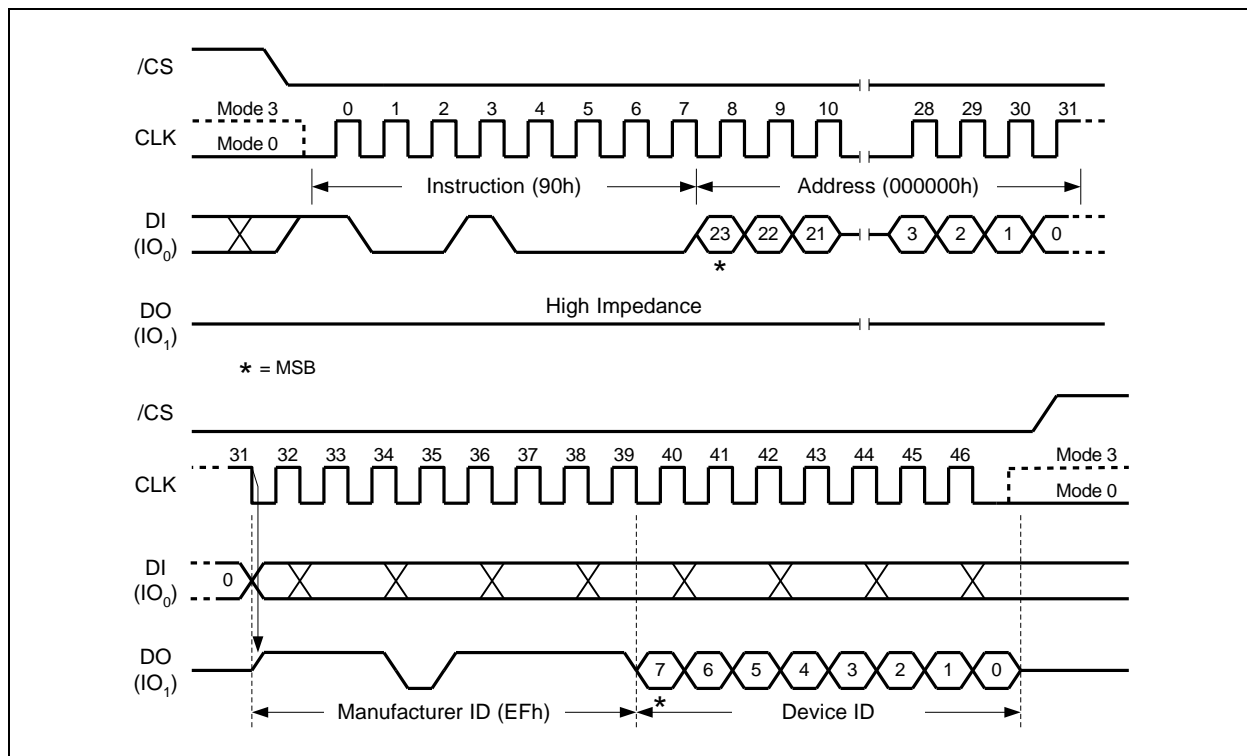 /CS
Mode 3 0 1 2 3 4 5 6 7 8 9 10 28 29 30 31
CLK Mode 0
Instruction (90h) Address (000000h)
DI
(IO0) 23 22 21 3 2 1 0
*
High Impedance
DO
(IO1)
* = MSB
/CS
31 32 33 34 35 36 37 38 39 40 41 42 43 44 45 46 Mode 3
CLK Mode 0
DI
(IO0) 0
DO
(IO1) 7 6 5 4 3 2 1 0
*
Manufacturer ID (EFh) Device ID